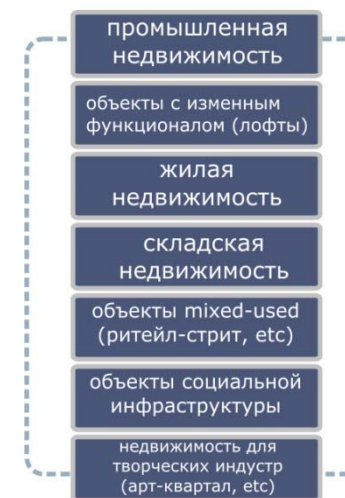 промышленная
недвижимость
объекты с изменным
функционалом (лофты)
жилая
недвижимость
складская
недвижимость
объекты mixed-used
(ритейл-стрит, etc)
объекты социальной
инфраструктуры
недвижимость для
творческих индустр
(арт-квартал, etc)